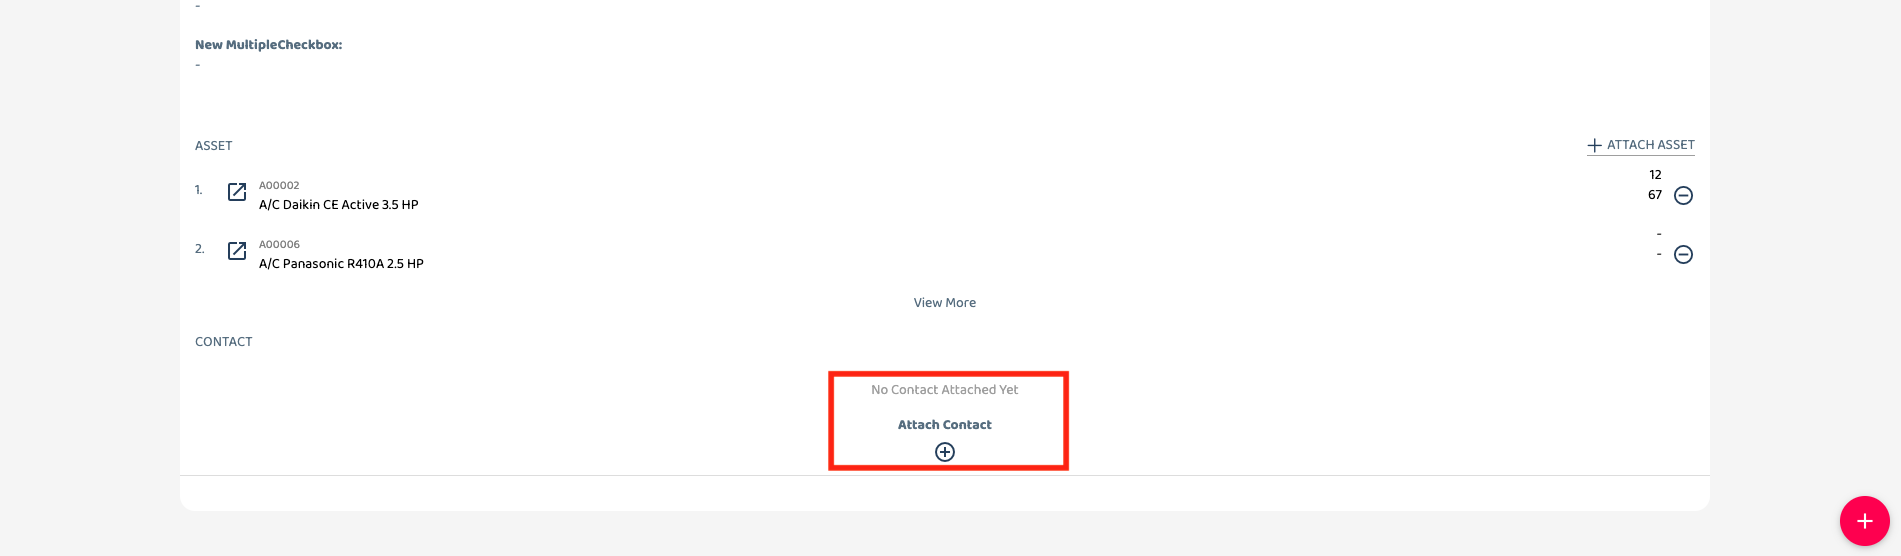 -
New MultipleCheckbox:
-
ASSET
ATTACH ASSET
1.
A00002
A/C Daikin CE Active 3.5 HP
12
67
2.
A00006
A/C Panasonic R410A 2.5 HP
-
-
View More
CONTACT
No Contact Attached Yet
Attach Contact